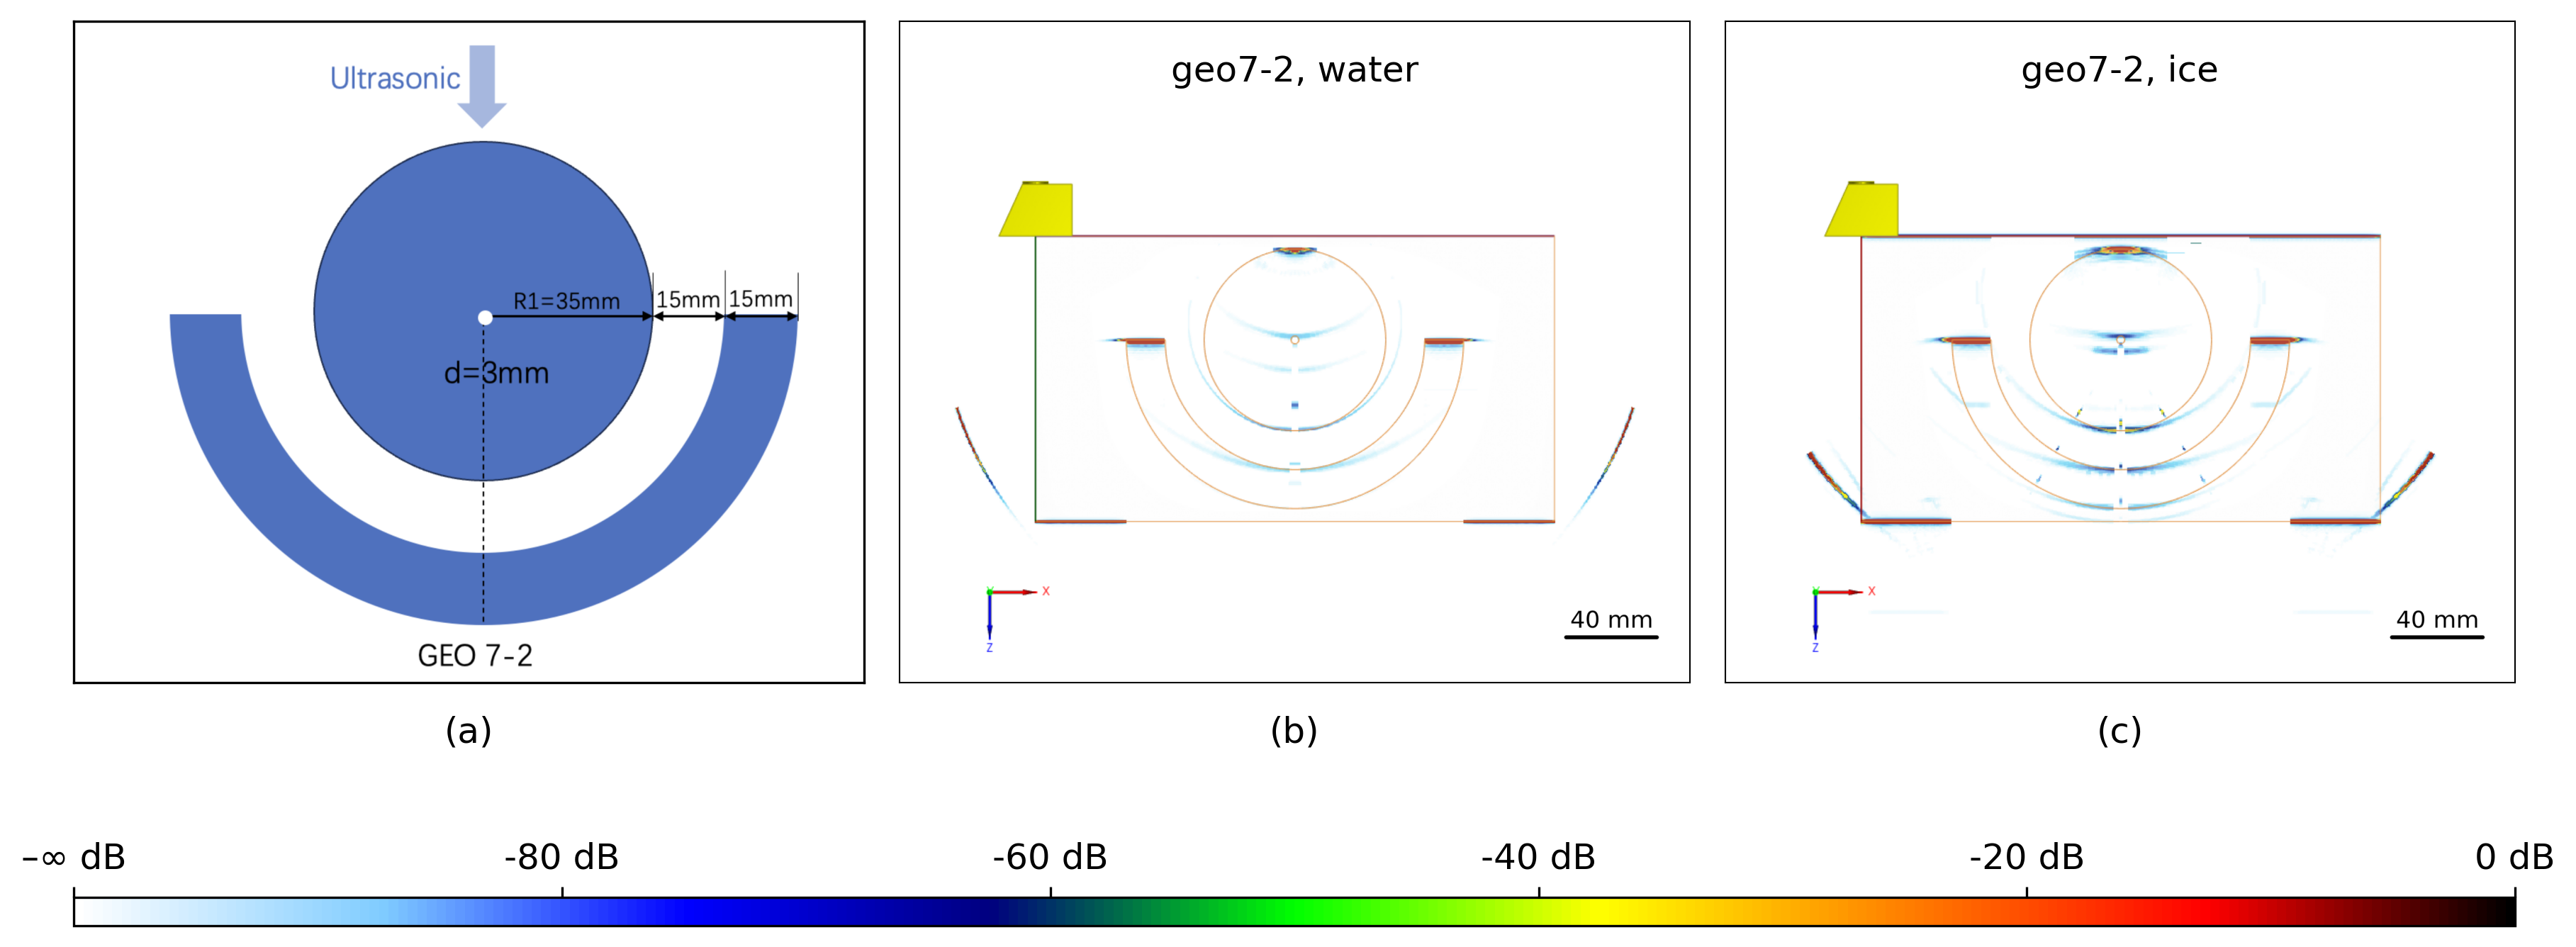 Ultrasonic
R1=35mm
15mm
15mm
d=3mm
GEO 7-2
(a)
geo7-2, water
X
Z
40 mm
(b)
geo7-2, ice
X
Z
40 mm
(c)
–∞ dB
-80 dB
-60 dB
-40 dB
-20 dB
0 dB